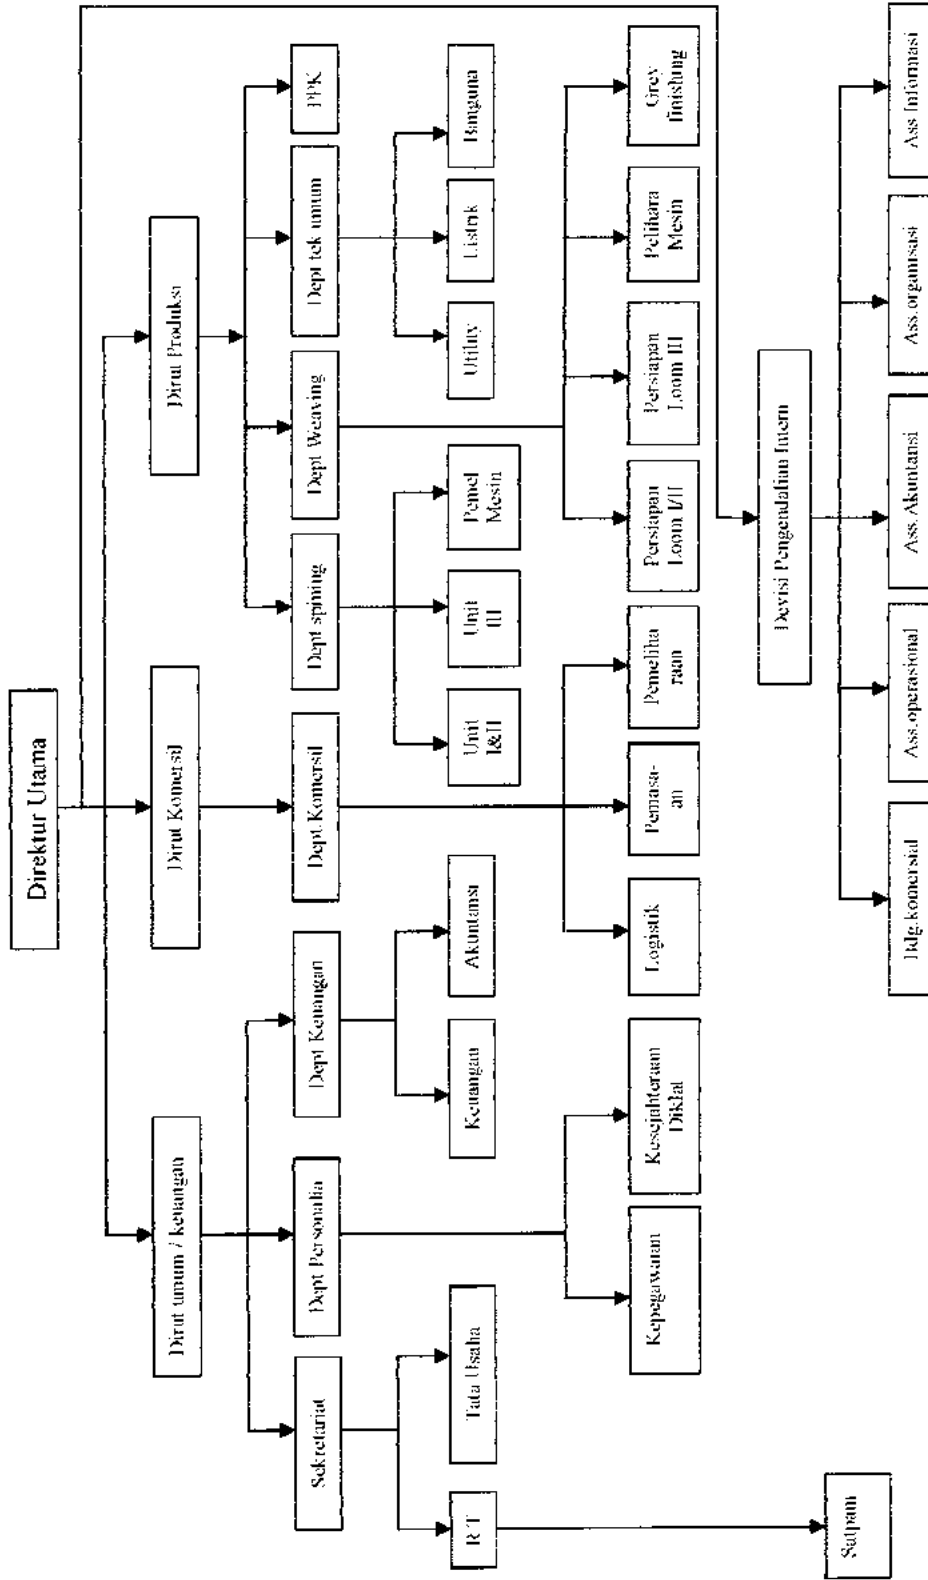 Direktur Utama
Dirut umum / keuangan
Dirut Komersil
Dirut Produksi
Sekretariat
Dept Personalia
Dept Keuangan
Dept Komersil
Dept spining
Dept Weaving
Dept tek umum
PPK
RT
Tata Usaha
Keuangan
Akuntansi
Unit
I&II
Unit
III
Pemel
Mesin
Utility
Listrik
Banguna
Kepegawaian
Kesejahteraan
Diklat
Logistik
Pemasa-
an
Pemeliha
raan
Persiapan
Loom I/II
Persiapan
Loom III
Pelihara
Mesin
Grey
finishing
Devisi Pengendalian Intern
Satpam
Bdg.komersial
Ass.operasional
Ass.Akuntansi
Ass.organisasi
Ass Informasi